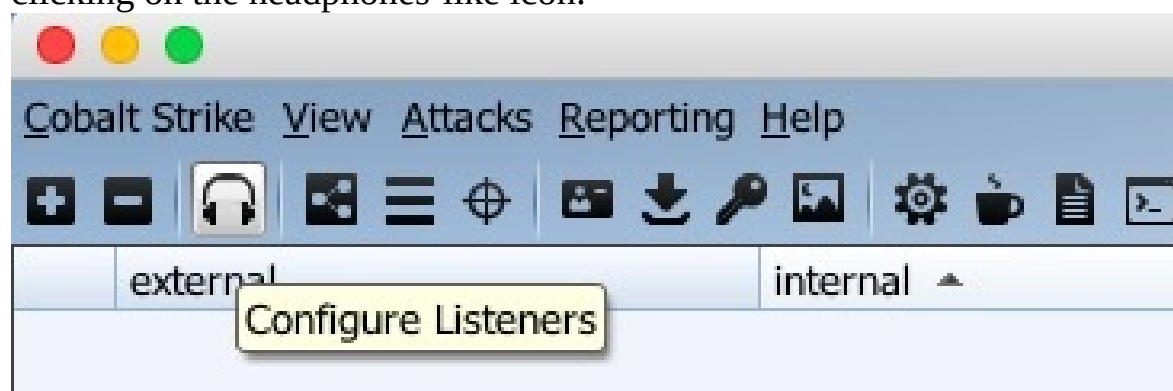 clicking on the headphones-like icon.
Cobalt Strike View Attacks Reporting Help
external internal
Configure Listeners